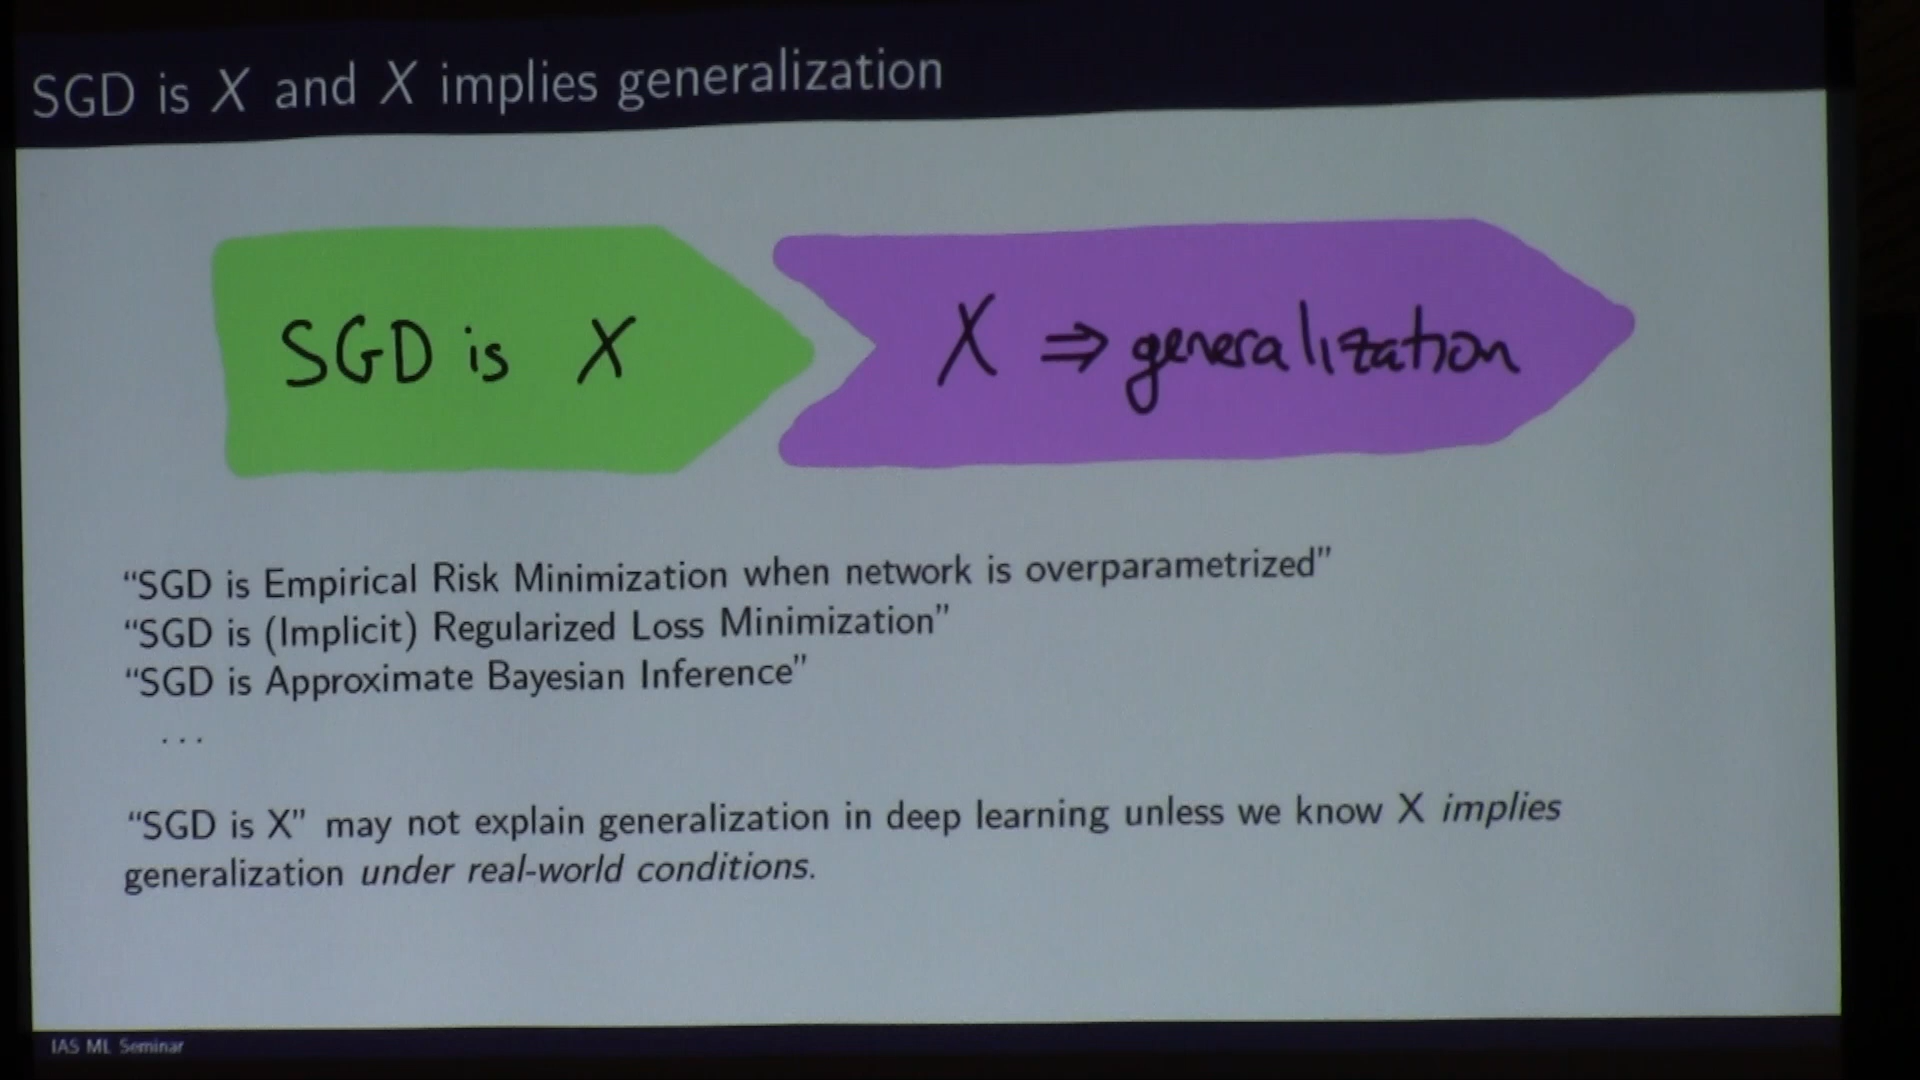 SGD is X and X implies generalization
SGD is X
X ⇒ generalization
“SGD is Empirical Risk Minimization when network is overparametrized”
“SGD is (Implicit) Regularized Loss Minimization”
“SGD is Approximate Bayesian Inference”
...
“SGD is X” may not explain generalization in deep learning unless we know X implies
generalization under real-world conditions.
IAS ML Seminar